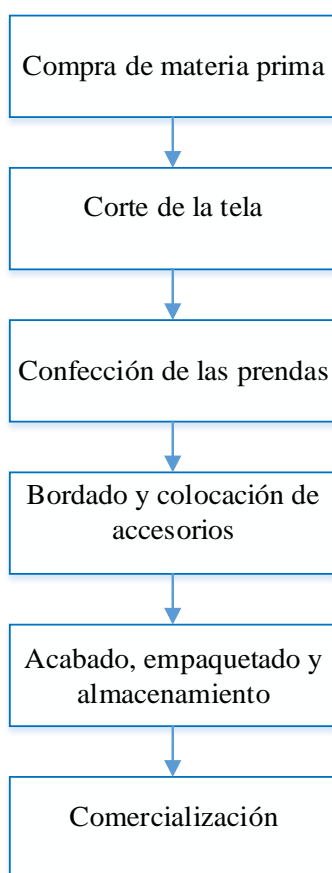 Compra de materia prima
Corte de la tela
Confección de las prendas
Bordado y colocación de
accesorios
Acabado, empaquetado y
almacenamiento
Comercialización